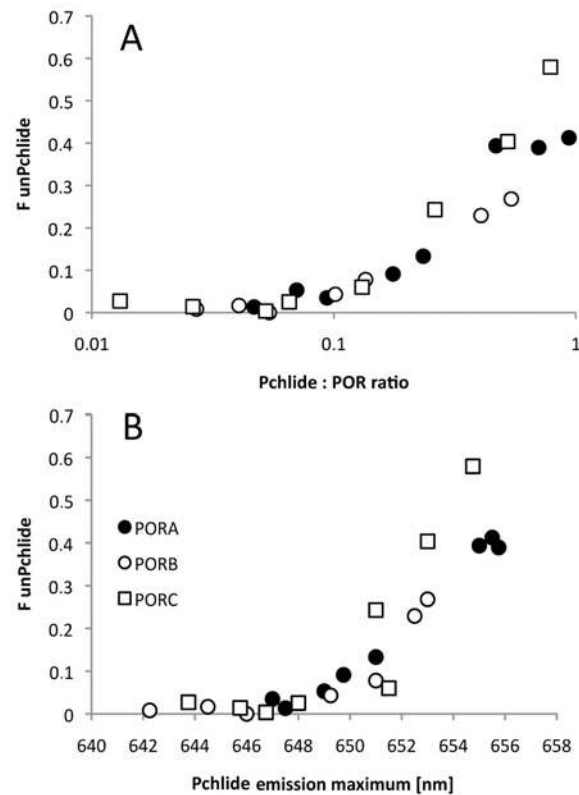 A
0.7
0.6
0.5
0.4
0.3
0.2
0.1
0
F unPchlide
0.01 0.1 1
Pchlide : POR ratio
B
0.7
0.6
0.5
0.4
0.3
0.2
0.1
0
F unPchlide
PORA
PORB
PORC
640 642 644 646 648 650 652 654 656 658
Pchlide emission maximum [nm]